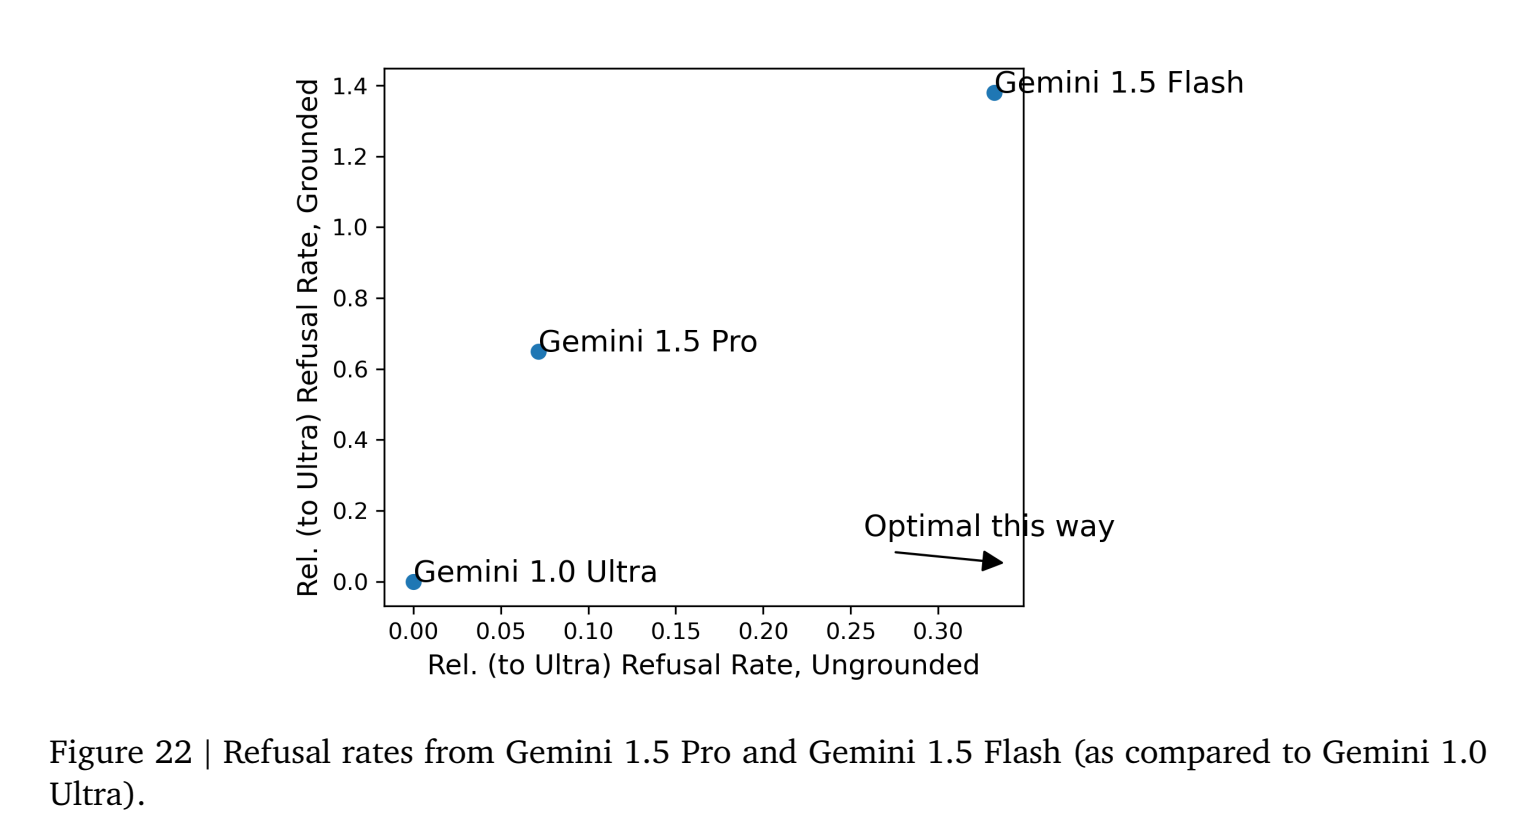 1.4
1.2
1.0
0.8
0.6
0.4
0.2
0.0
Rel. (to Ultra) Refusal Rate, Grounded
Gemini 1.5 Flash
Gemini 1.5 Pro
Optimal this way
Gemini 1.0 Ultra
0.00 0.05 0.10 0.15 0.20 0.25 0.30
Rel. (to Ultra) Refusal Rate, Ungrounded
Figure 22 | Refusal rates from Gemini 1.5 Pro and Gemini 1.5 Flash (as compared to Gemini 1.0
Ultra).